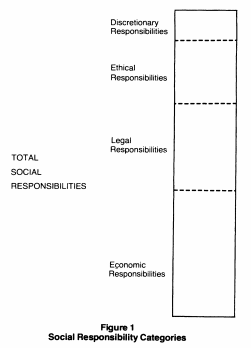 Discretionary
Responsibilities
Ethical
Responsibilities
Legal
Responsibilities
TOTAL
SOCIAL
RESPONSIBILITIES
Economic
Responsibilities
Figure 1
Social Responsibility Categories